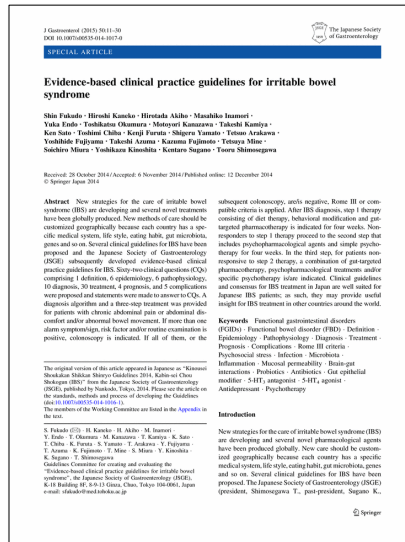 J Gastroenterol (2015) 50:11–30
DOI 10.1007/s00535-014-1017-0
The Japanese Society
of Gastroenterology
SPECIAL ARTICLE
Evidence-based clinical practice guidelines for irritable bowel
syndrome
Shin Fukudo · Hiroshi Kaneko · Hirotada Akiho · Masahiko Inamori ·
Yuka Endo · Toshikatsu Okumura · Motoyori Kanazawa · Takeshi Kamiya ·
Ken Sato · Toshimi Chiba · Kenji Furuta · Shigeru Yamato · Tetsuo Arakawa ·
Yoshihide Fujiyama · Takeshi Azuma · Kazuma Fujimoto · Tetsuya Mine ·
Soichiro Miura · Yoshikazu Kinoshita · Kentaro Sugano · Tooru Shimosegawa
Received: 28 October 2014 / Accepted: 6 November 2014 / Published online: 12 December 2014
© Springer Japan 2014
Abstract New strategies for the care of irritable bowel
syndrome (IBS) are developing and several novel treatments
have been globally produced. New methods of care should be
customized geographically because each country has a spe-
cific medical system, life style, eating habit, gut microbiota,
genes and so on. Several clinical guidelines for IBS have been
proposed and the Japanese Society of Gastroenterology
(JSGE) subsequently developed evidence-based clinical
practice guidelines for IBS. Sixty-two clinical questions (CQs)
comprising 1 definition, 6 epidemiology, 6 pathophysiology,
10 diagnosis, 30 treatment, 4 prognosis, and 5 complications
were proposed and statements were made to answer to CQs. A
diagnosis algorithm and a three-step treatment was provided
for patients with chronic abdominal pain or abdominal dis-
comfort and/or abnormal bowel movement. If more than one
alarm symptom/sign, risk factor and/or routine examination is
positive, colonoscopy is indicated. If all of them, or the
subsequent colonoscopy, are/is negative, Rome III or com-
patible criteria is applied. After IBS diagnosis, step 1 therapy
consisting of diet therapy, behavioral modification and gut-
targeted pharmacotherapy is indicated for four weeks. Non-
responders to step 1 therapy proceed to the second step that
includes psychopharmacological agents and simple psycho-
therapy for four weeks. In the third step, for patients non-
responsive to step 2 therapy, a combination of gut-targeted
pharmacotherapy, psychopharmacological treatments and/or
specific psychotherapy is/are indicated. Clinical guidelines
and consensus for IBS treatment in Japan are well suited for
Japanese IBS patients; as such, they may provide useful
insight for IBS treatment in other countries around the world.
Keywords Functional gastrointestinal disorders
(FGIDs) · Functional bowel disorder (FBD) · Definition ·
Epidemiology · Pathophysiology · Diagnosis · Treatment ·
Prognosis · Complications · Rome III criteria ·
Psychosocial stress · Infection · Microbiota ·
Inflammation · Mucosal permeability · Brain-gut
interactions · Probiotics · Antibiotics · Gut epithelial
modifier · 5-HT3 antagonist · 5-HT4 agonist ·
Antidepressant · Psychotherapy
The original version of this article appeared in Japanese as “Kinousei
Shoukakan Shikkan Shinryo Guidelines 2014, Kabin-sei Chou
Shokogun (IBS)” from the Japanese Society of Gastroenterology
(JSGE), published by Nankodo, Tokyo, 2014. Please see the article on
the standards, methods and process of developing the Guidelines
(doi:10.1007/s00535-014-1016-1).
The members of the Working Committee are listed in the Appendix in
the text.
S. Fukudo (✉) · H. Kaneko · H. Akiho · M. Inamori ·
Y. Endo · T. Okumura · M. Kanazawa · T. Kamiya · K. Sato ·
T. Chiba · K. Furuta · S. Yamato · T. Arakawa · Y. Fujiyama ·
T. Azuma · K. Fujimoto · T. Mine · S. Miura · Y. Kinoshita ·
K. Sugano · T. Shimosegawa
Guidelines Committee for creating and evaluating the
“Evidence-based clinical practice guidelines for irritable bowel
syndrome”, the Japanese Society of Gastroenterology (JSGE),
K-18 Building 8F, 8-9-13 Ginza, Chuo, Tokyo 104-0061, Japan
e-mail: sfukudo@med.tohoku.ac.jp
Introduction
New strategies for the care of irritable bowel syndrome (IBS)
are developing and several novel pharmacological agents
have been produced globally. New care should be custom-
ized geographically because each country has a specific
medical system, life style, eating habit, gut microbiota, genes
and so on. Several clinical guidelines for IBS have been
proposed. The Japanese Society of Gastroenterology (JSGE)
(president, Shimosegawa T., past-president, Sugano K.,
Springer